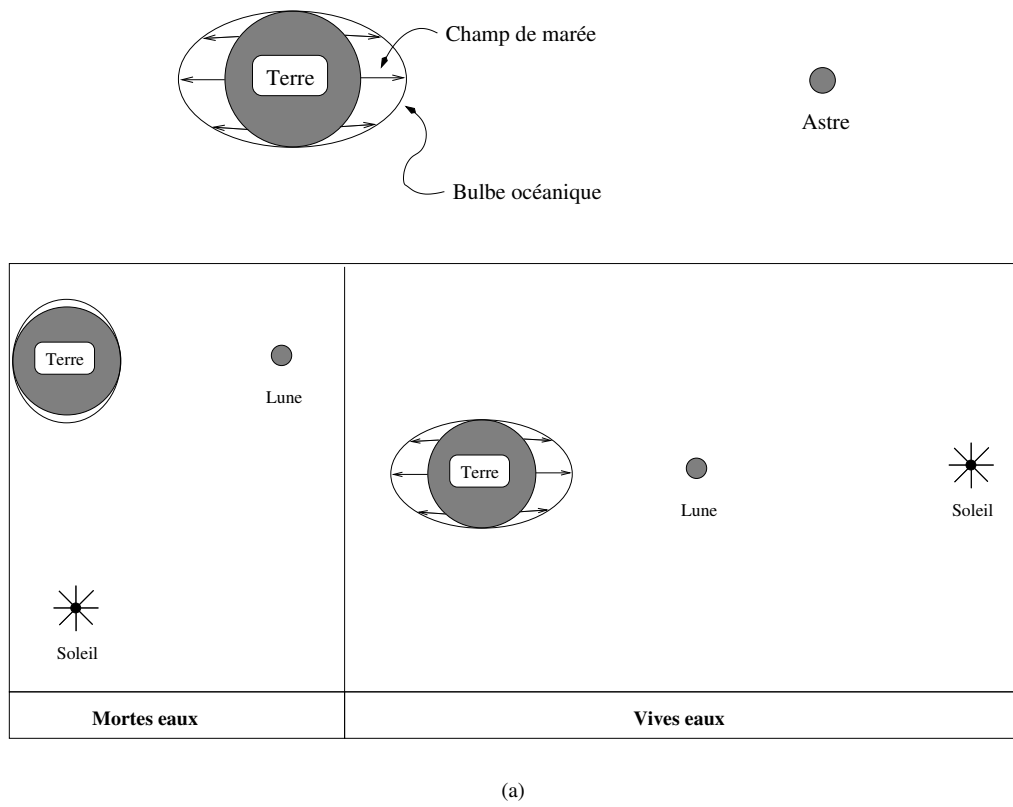 Champ de marée
Terre
Astre
Bulbe océanique
Terre
Lune
Soleil
Terre
Lune
Soleil
Mortes eaux
Vives eaux
(a)